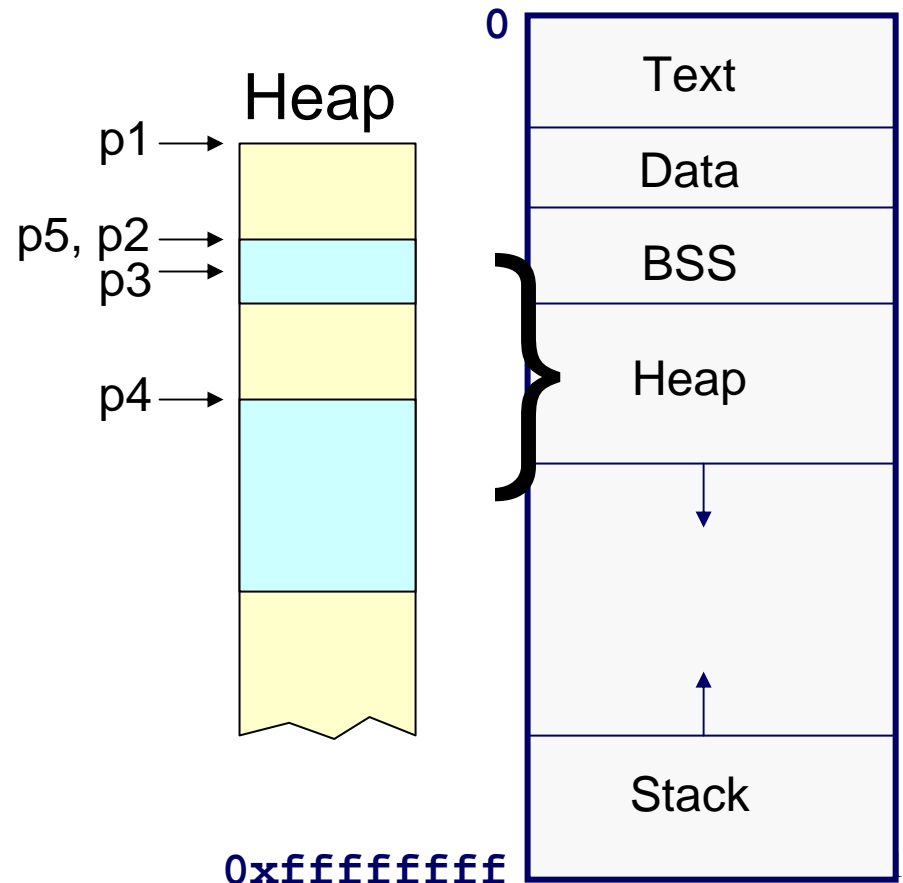 0
Text
Heap
p1
Data
p5, p2
BSS
p3
Heap
p4
Stack
0xffffffff